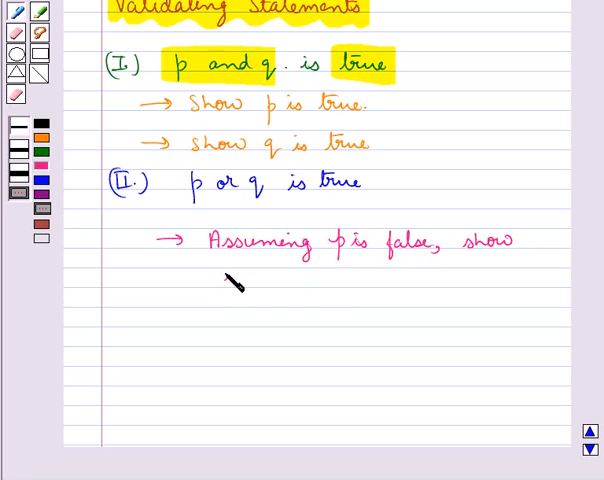 Validating Statements
(I.) p and q. is true
→ Show p is true.
→ Show q is true
(II.) p or q is true
→ Assuming p is false, show